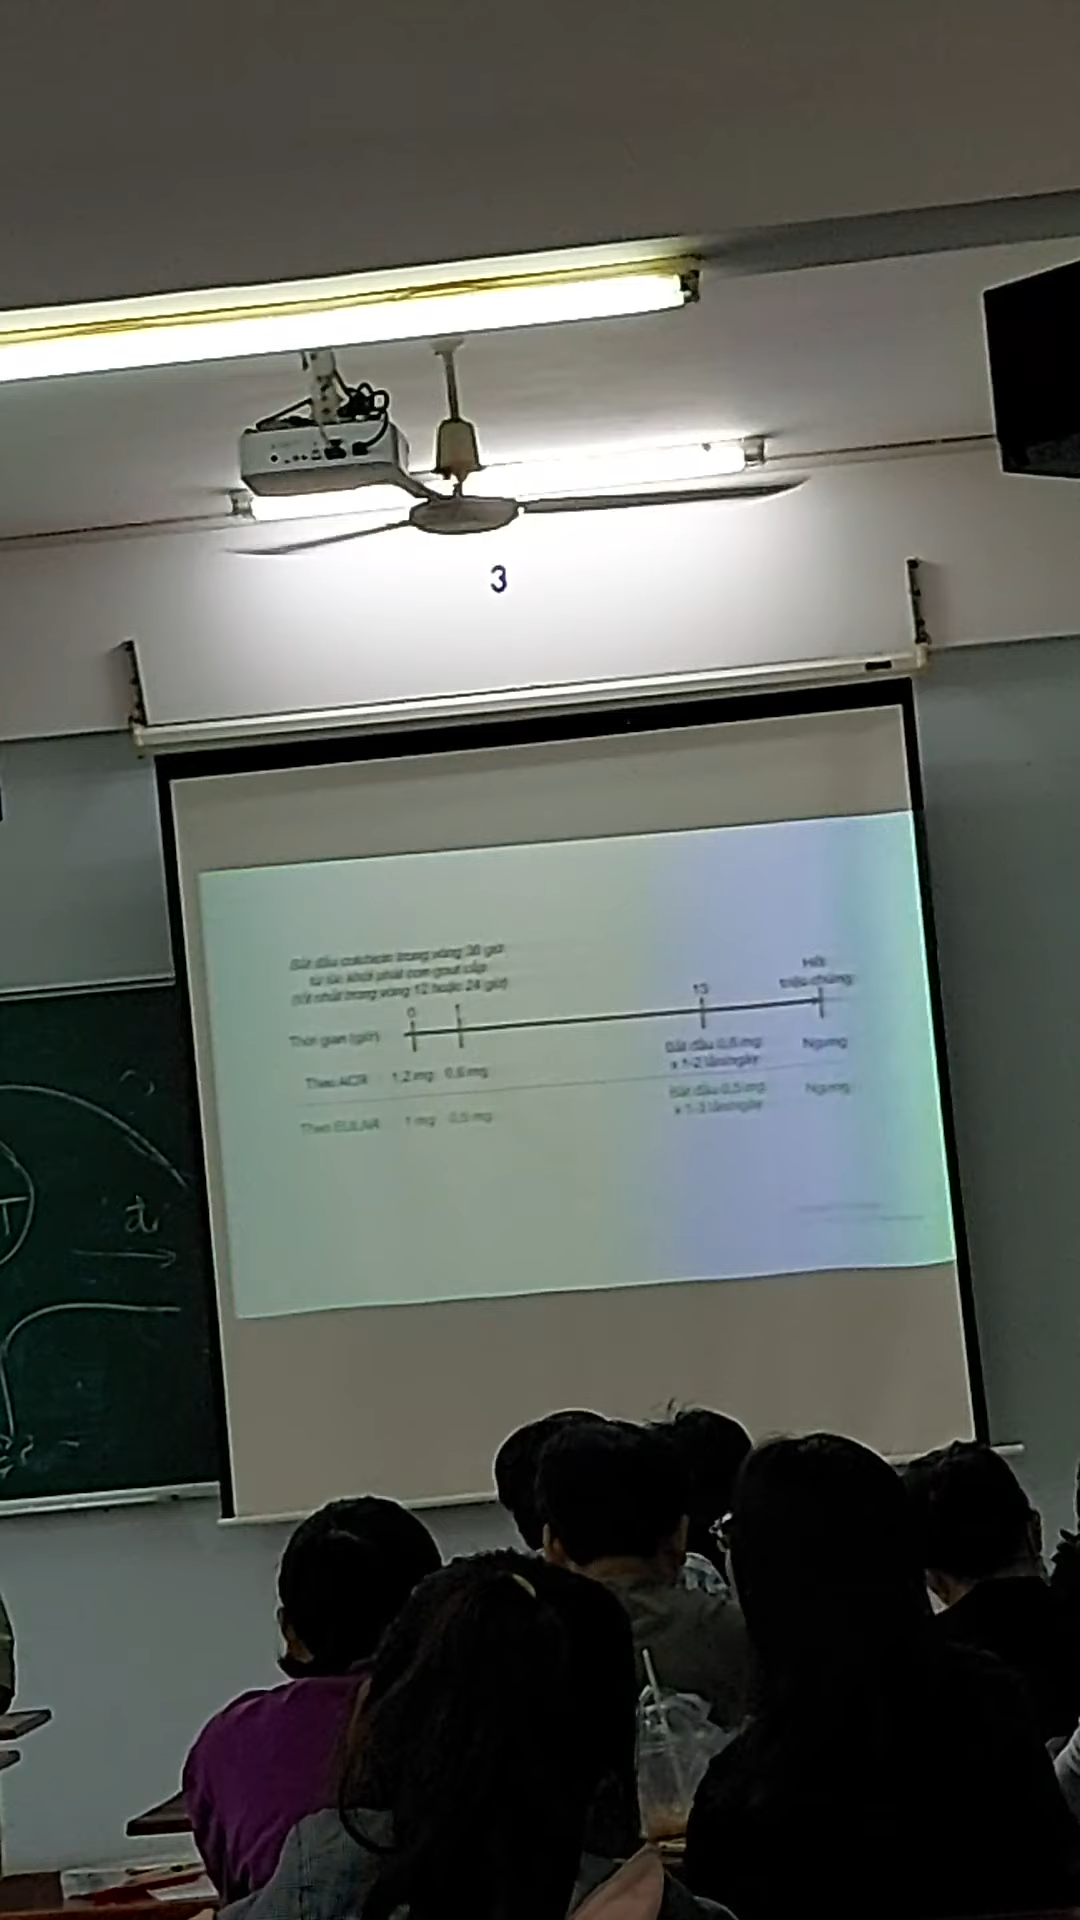 3
Bắt đầu colchicin trong vòng 36 giờ
từ lúc khởi phát cơn gout cấp
(tốt nhất trong vòng 12 hoặc 24 giờ)
Hết
triệu chứng
0 1 13
Thời gian (giờ)
Theo ACR 1,2 mg 0,6 mg Bắt đầu 0,6 mg Ngưng
x 1-2 lần/ngày
Theo EULAR 1 mg 0,5 mg Bắt đầu 0,5 mg Ngưng
x 1-3 lần/ngày